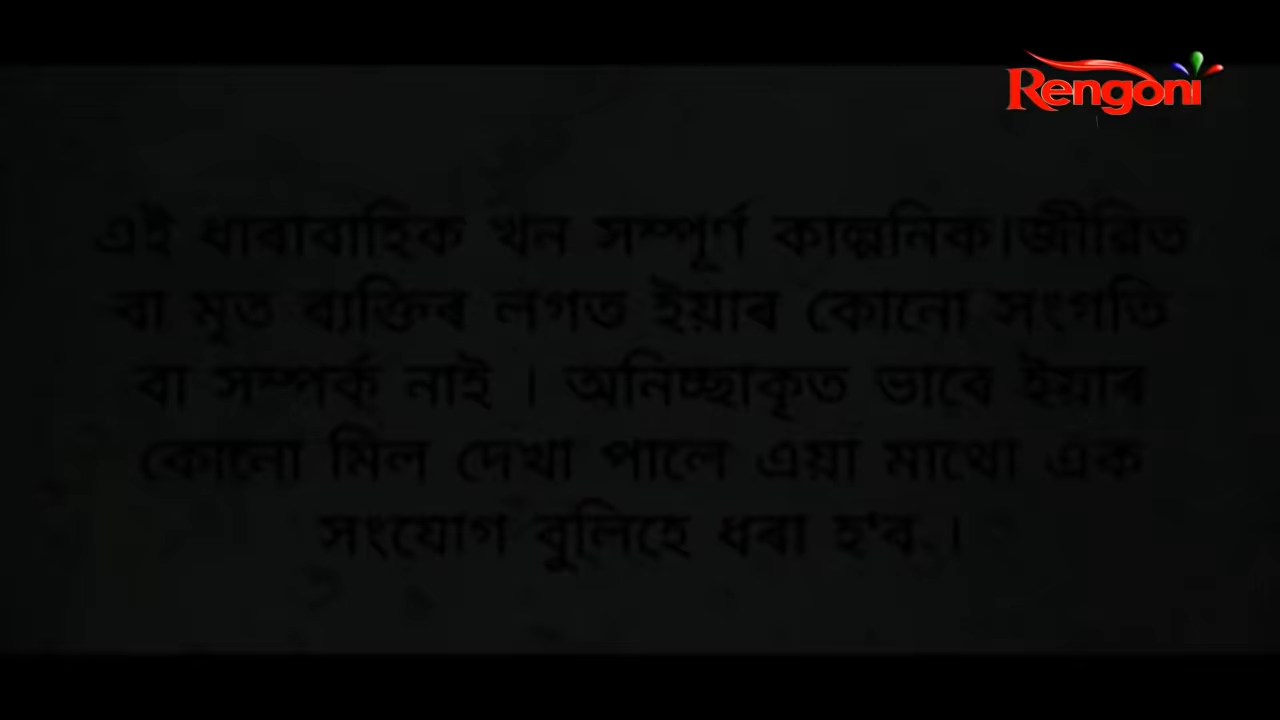 Rengoni
এই ধাৰাবাহিক খন সম্পূৰ্ণ কাল্পনিক।জীৱিত
বা মৃত ব্যক্তিৰ লগত ইয়াৰ কোনো সংগতি
বা সম্পৰ্ক নাই । অনিচ্ছাকৃত ভাবে ইয়াৰ
কোনো মিল দেখা পালে এয়া মাথো এক
সংযোগ বুলিহে ধৰা হ'ব ।